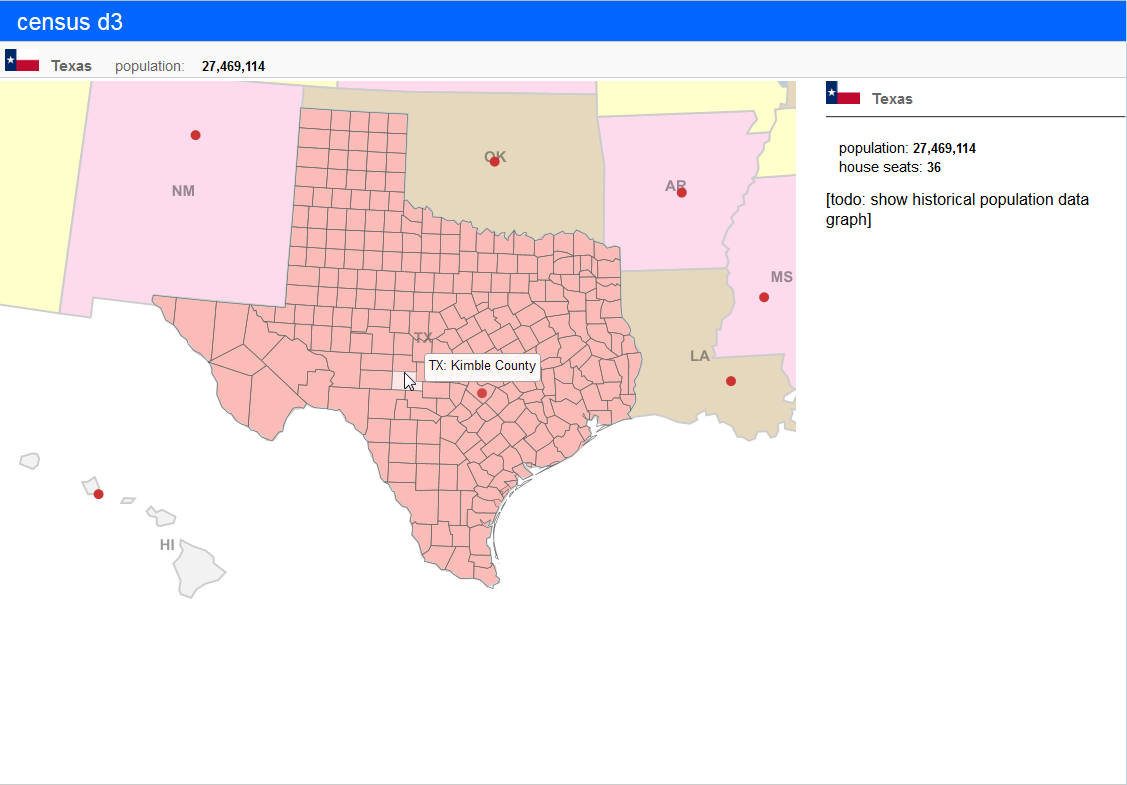 census d3
Texas population: 27,469,114
Texas
population: 27,469,114
house seats: 36
[todo: show historical population data
graph]
OK
NM
AR
MS
TX
LA
TX: Kimble County
HI